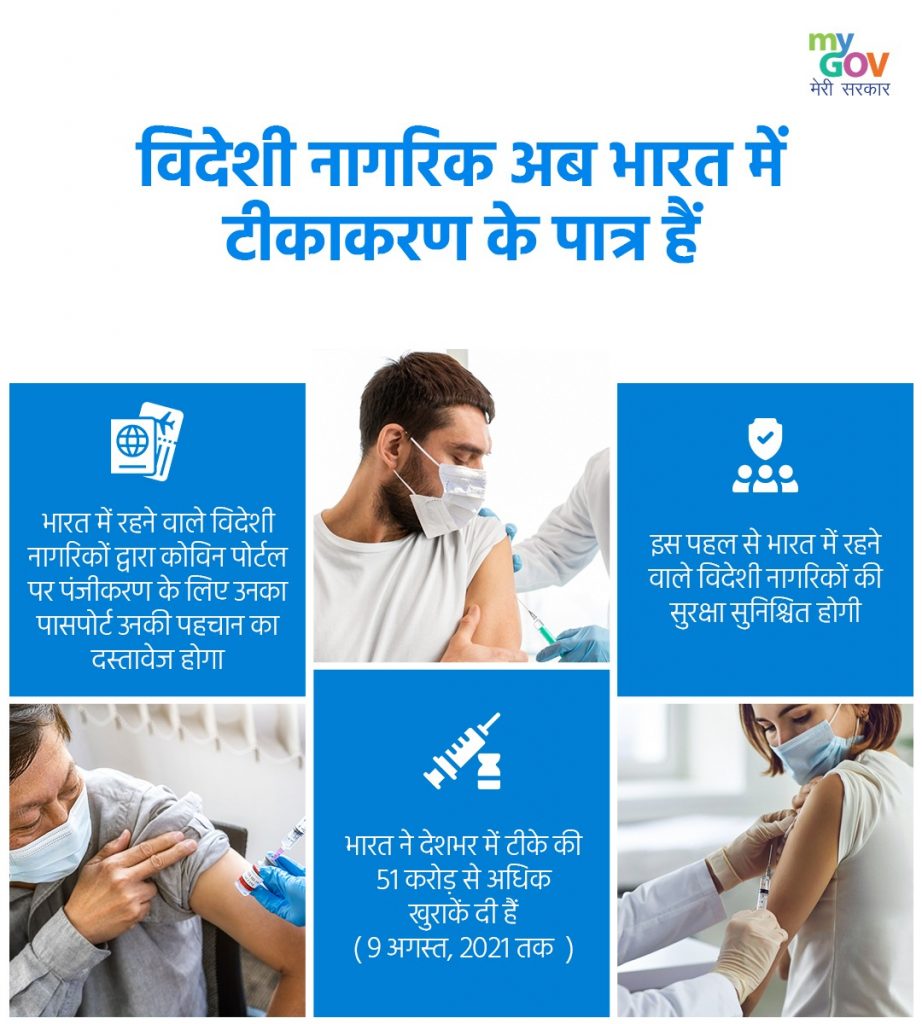 my
GOV
मेरी सरकार
विदेशी नागरिक अब भारत में
टीकाकरण के पात्र हैं
भारत में रहने वाले विदेशी
नागरिकों द्वारा कोविन पोर्टल
पर पंजीकरण के लिए उनका
पासपोर्ट उनकी पहचान का
दस्तावेज होगा
इस पहल से भारत में रहने
वाले विदेशी नागरिकों की
सुरक्षा सुनिश्चित होगी
भारत ने देशभर में टीके की
51 करोड़ से अधिक
खुराकें दी हैं
( 9 अगस्त, 2021 तक )